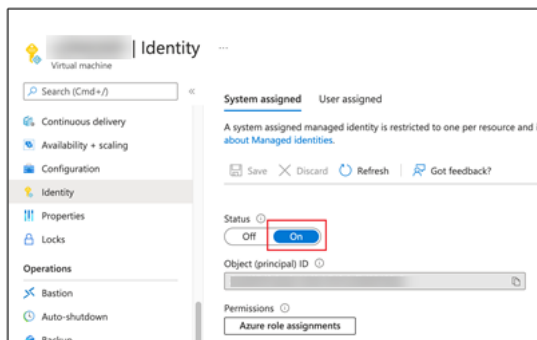 | Identity ...
Virtual machine
Search (Cmd+/)
«
Continuous delivery
Availability + scaling
Configuration
Identity
Properties
Locks
Operations
Bastion
Auto-shutdown
Backup
System assigned User assigned
A system assigned managed identity is restricted to one per resource and
about Managed identities.
Save Discard Refresh Got feedback?
Status
Off On
Object (principal) ID
Permissions
Azure role assignments